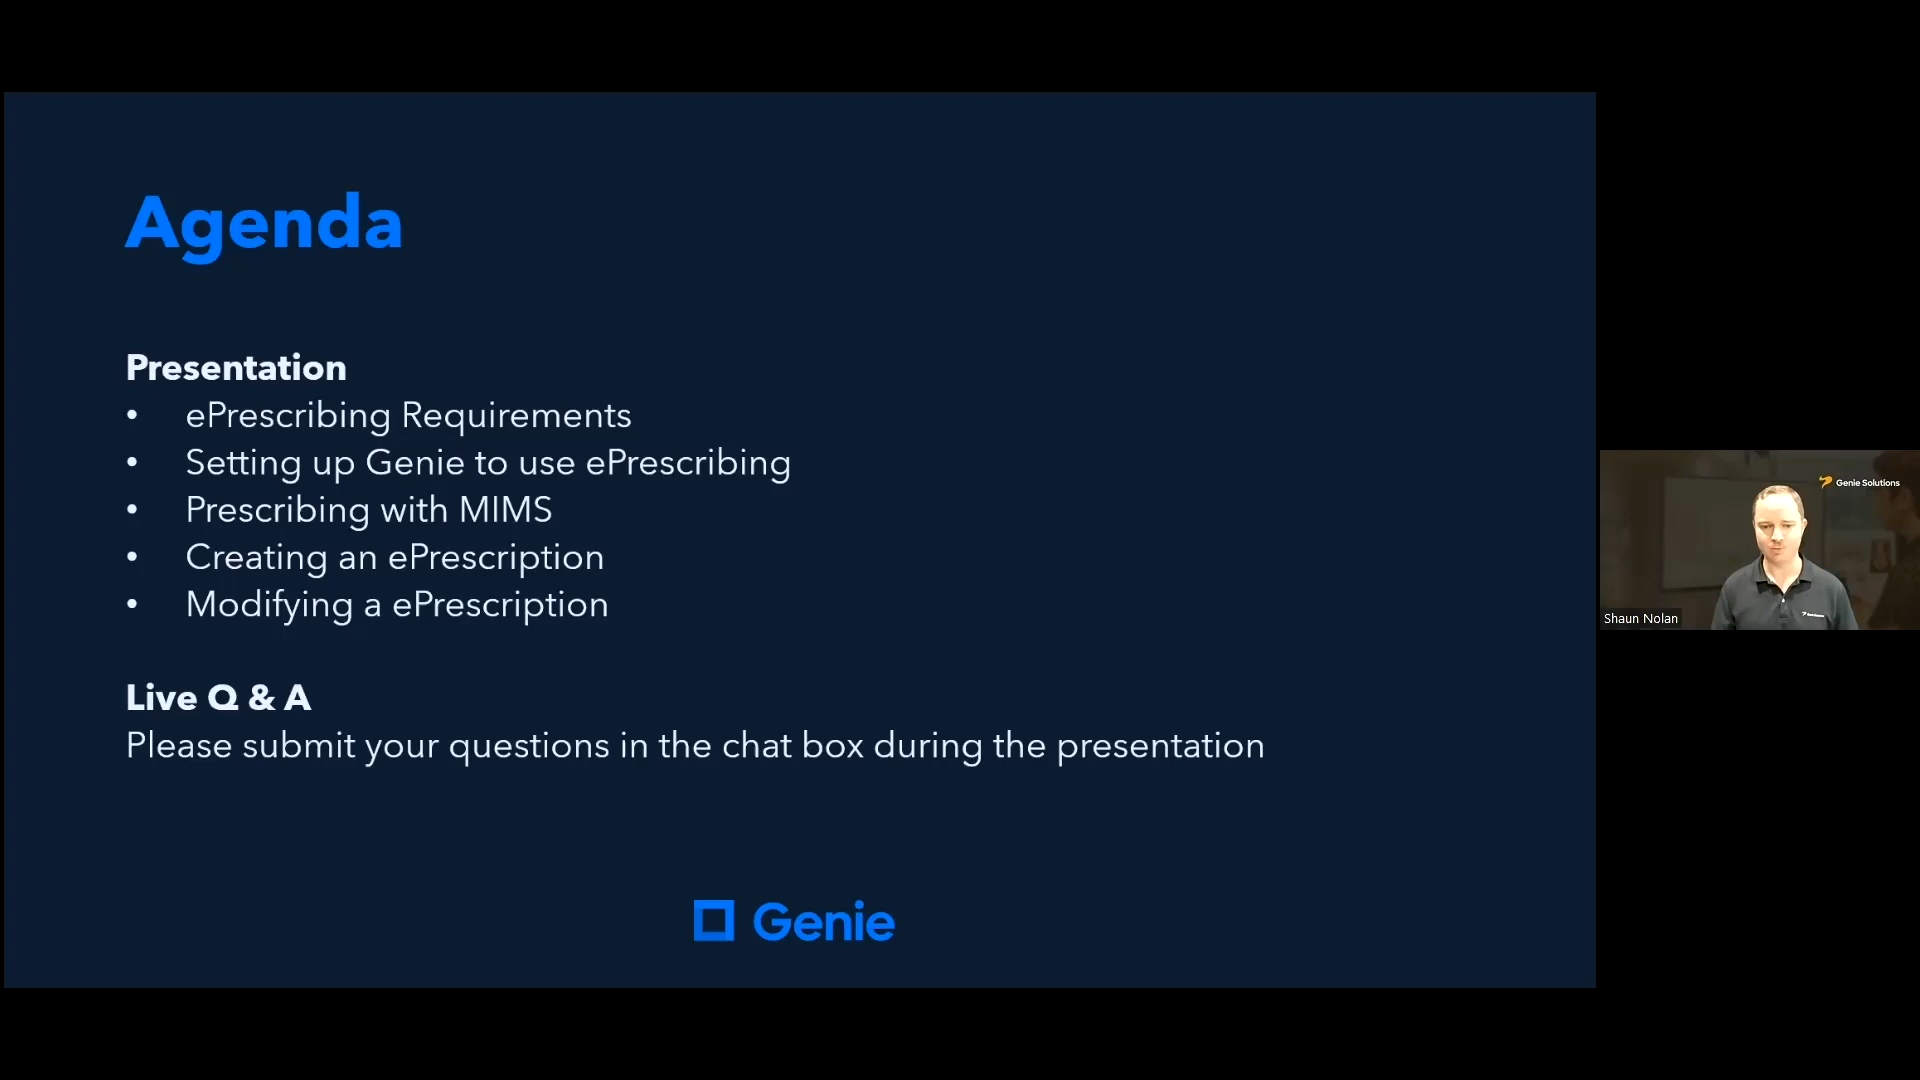 Agenda
Presentation
• ePrescribing Requirements
• Setting up Genie to use ePrescribing
• Prescribing with MIMS
• Creating an ePrescription
• Modifying a ePrescription
Live Q & A
Please submit your questions in the chat box during the presentation
Genie
Genie Solutions
Shaun Nolan